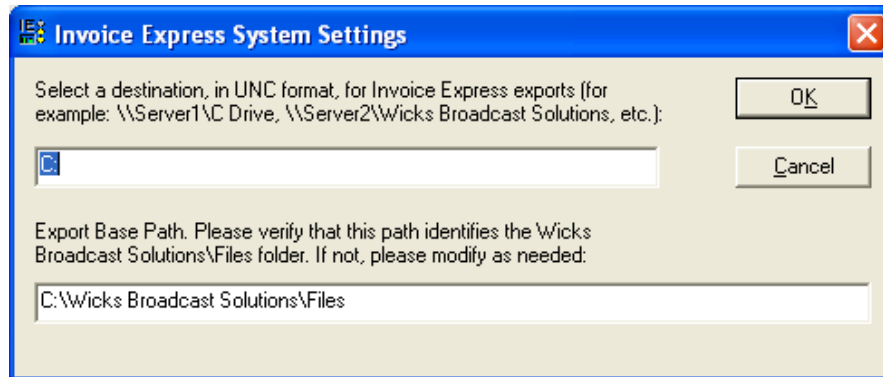 Invoice Express System Settings
Select a destination, in UNC format, for Invoice Express exports (for
example: \\Server1\C Drive, \\Server2\Wicks Broadcast Solutions, etc.):
OK
C:
Cancel
Export Base Path. Please verify that this path identifies the Wicks
Broadcast Solutions\Files folder. If not, please modify as needed:
C:\Wicks Broadcast Solutions\Files